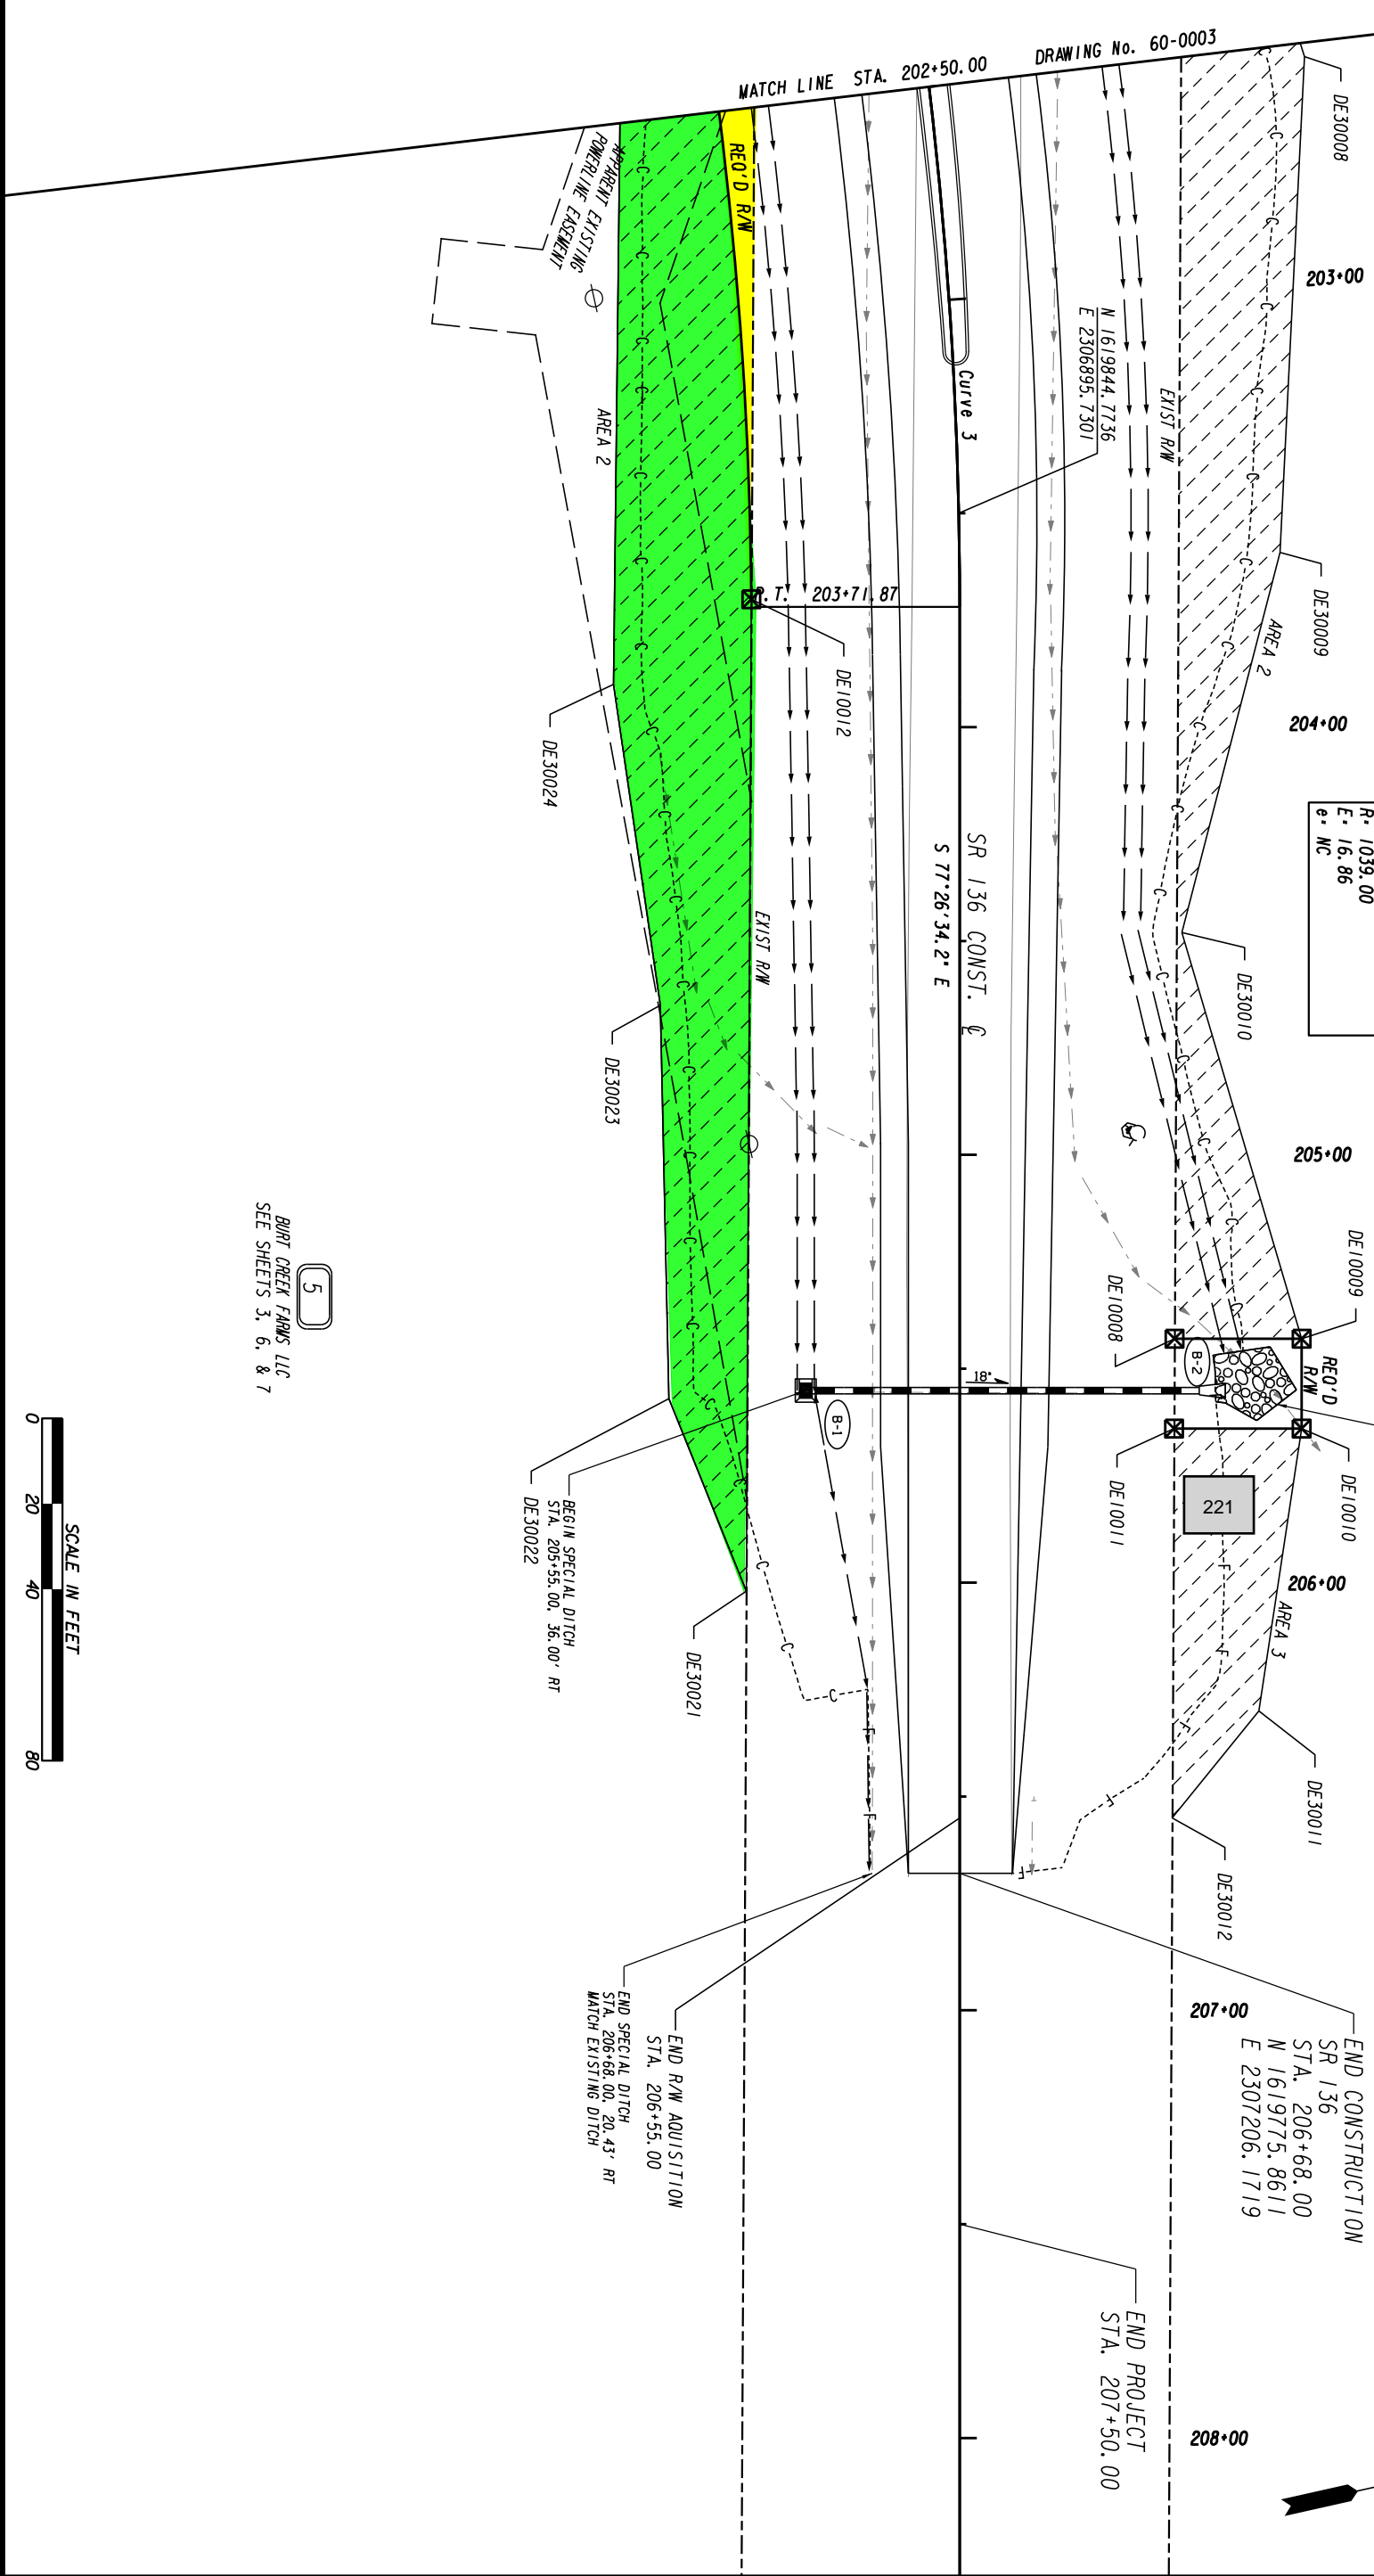 MATCH LINE STA. 202+50.00
DRAWING No. 60-0003
DE30008
203+00
REQ'D R/W
APPARENT EXISTING
POWERLINE EASEMENT
N 1619844.7736
E 2306895.7301
EXIST R/W
Curve 3
AREA 2
DE30009
AREA 2
P.T. 203+71.87
DE10012
204+00
DE30024
R= 1039.00
E= 16.86
e= NC
SR 136 CONST. ℄
S 77°26'34.2" E
EXIST R/W
DE30010
DE30023
205+00
BURT CREEK FARMS LLC
SEE SHEETS 3, 6, & 7
5
DE10009
DE10008
REQ'D
R/W
B-2
18"
B-1
DE10011
DE10010
221
BEGIN SPECIAL DITCH
STA. 205+55.00, 36.00' RT
DE30022
206+00
AREA 3
DE30021
DE30011
DE30012
SCALE IN FEET
0 20 40 80
END SPECIAL DITCH
STA. 206+68.00, 20.43' RT
MATCH EXISTING DITCH
END R/W AQUISITION
STA. 206+55.00
207+00
END CONSTRUCTION
SR 136
STA. 206+68.00
N 1619775.8611
E 2307206.1719
END PROJECT
STA. 207+50.00
208+00
C
F